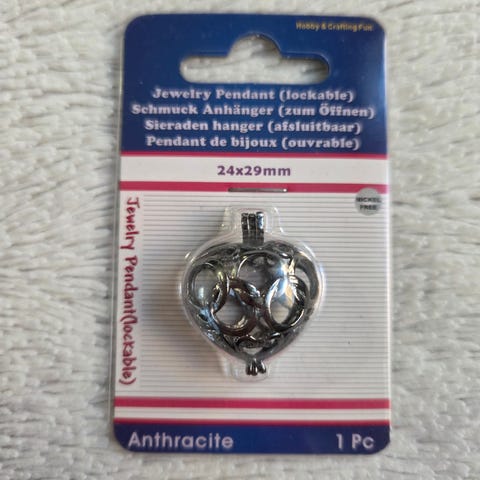 Hobby & Crafting Fun
Jewelry Pendant (lockable)
Schmuck Anhänger (zum Öffnen)
Sieraden hanger (afsluitbaar)
Pendant de bijoux (ouvrable)
24x29mm
NICKEL
FREE
Jewelry Pendant(lockable)
Anthracite
1 Pc